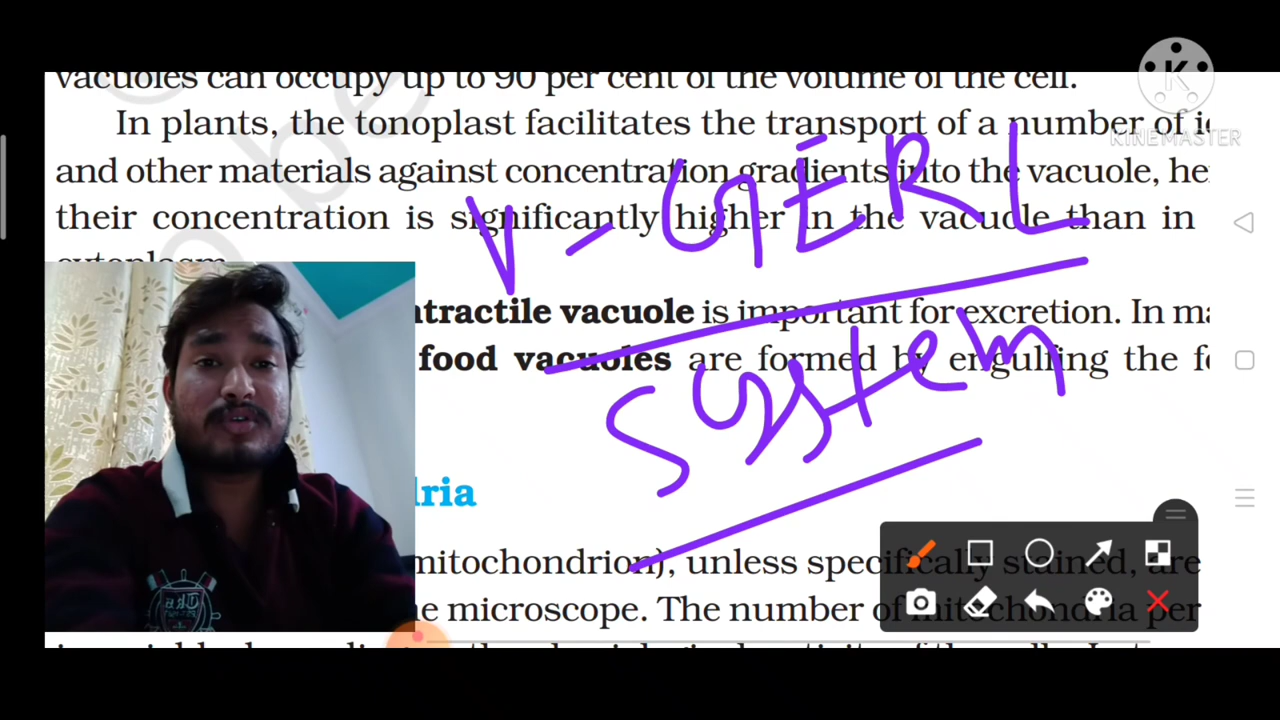 vacuoles can occupy up to 90 per cent of the volume of the cell.
In plants, the tonoplast facilitates the transport of a number of
and other materials against concentration gradients into the vacuole,
their concentration is significantly higher in the vacuole than in
cytoplasm
ntractile vacuole is important for excretion. In
food vacuoles are formed by engulfing the
dria
mitochondrion), unless specifically stained, are
microscope. The number of mitochondria per
V-GERL
System
K
KINEMASTER